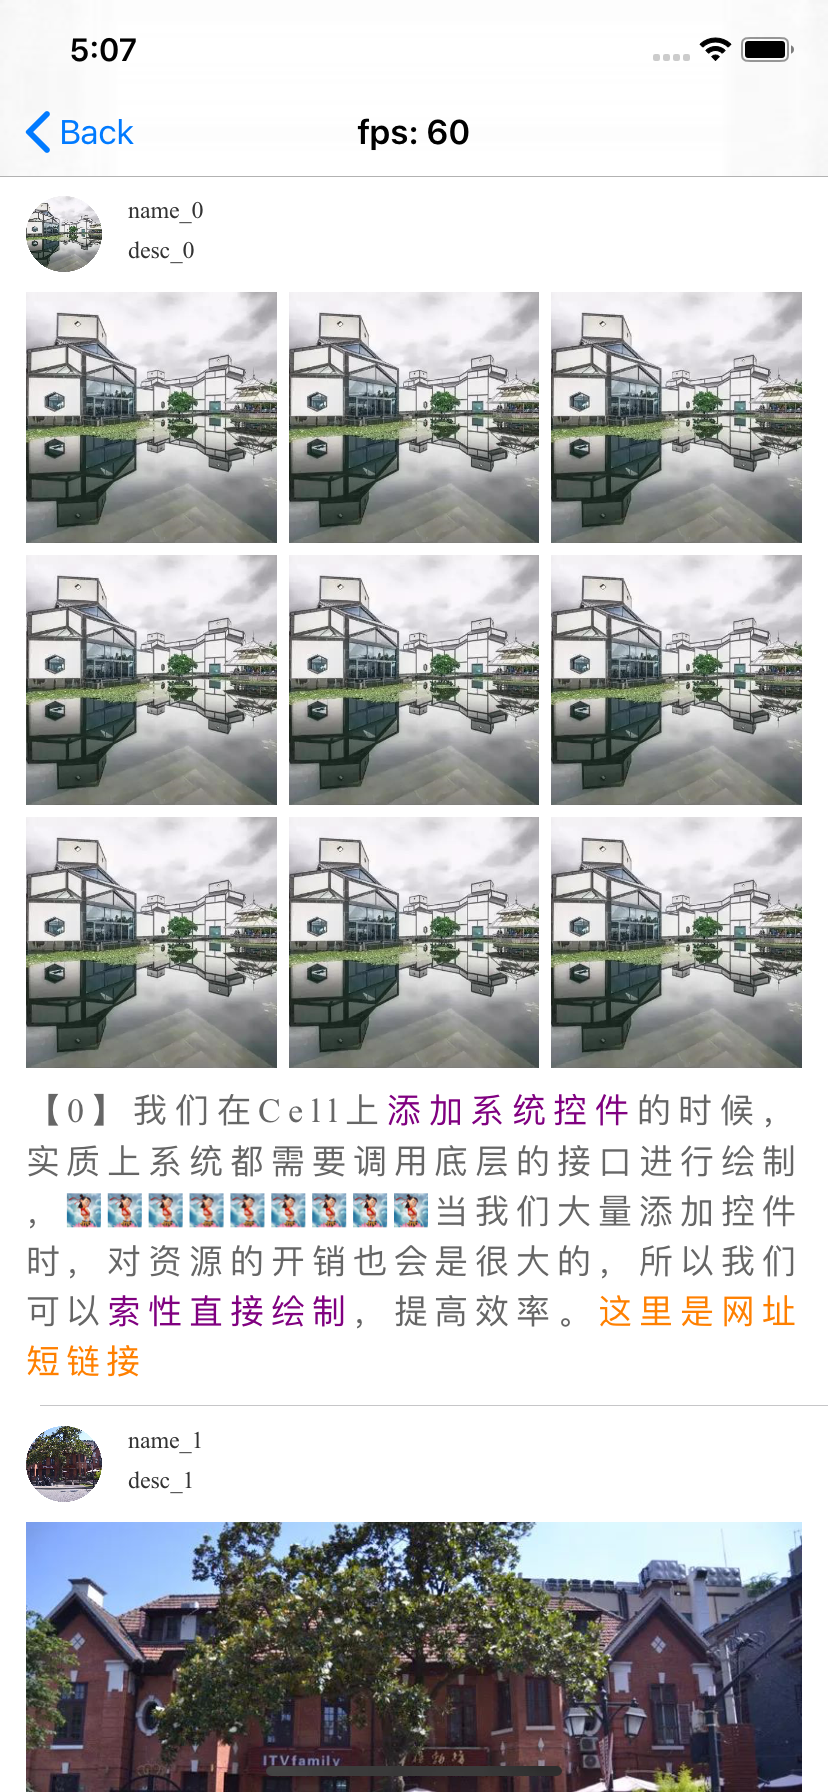 5:07
Back
fps: 60
name_0
desc_0
【0】我们在Cell上添加系统控件的时候，
实质上系统都需要调用底层的接口进行绘制
，当我们大量添加控件
时，对资源的开销也会是很大的，所以我们
可以索性直接绘制，提高效率。这里是网址
短链接
name_1
desc_1
ITVfamily